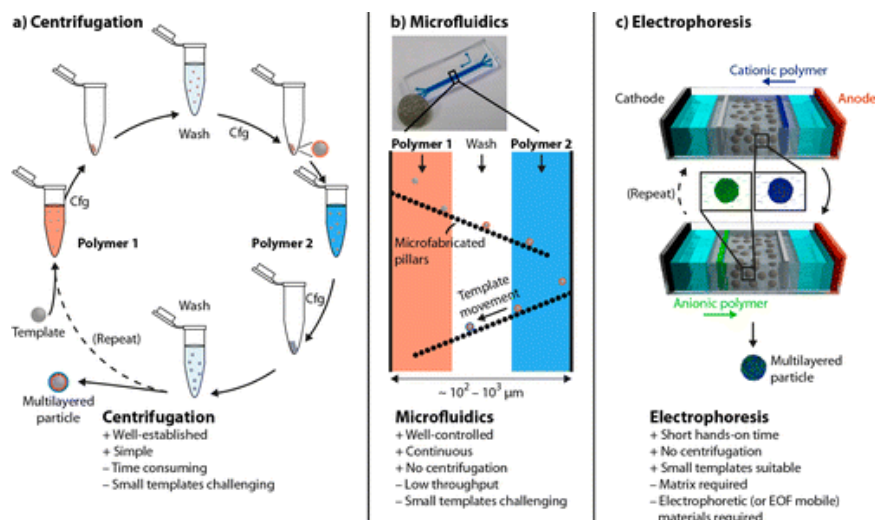 a) Centrifugation
Wash
Cfg
Cfg
Polymer 1
Polymer 2
Cfg
Template
Wash
(Repeat)
Multilayered
particle
Centrifugation
+ Well-established
+ Simple
– Time consuming
– Small templates challenging
b) Microfluidics
Polymer 1 Wash Polymer 2
Microfabricated
pillars
Template
movement
~ 10² – 10³ µm
Microfluidics
+ Well-controlled
+ Continuous
+ No centrifugation
– Low throughput
– Small templates challenging
c) Electrophoresis
Cationic polymer
Cathode
Anode
(Repeat)
Anionic polymer
Multilayered
particle
Electrophoresis
+ Short hands-on time
+ No centrifugation
+ Small templates suitable
– Matrix required
– Electrophoretic (or EOF mobile)
materials required